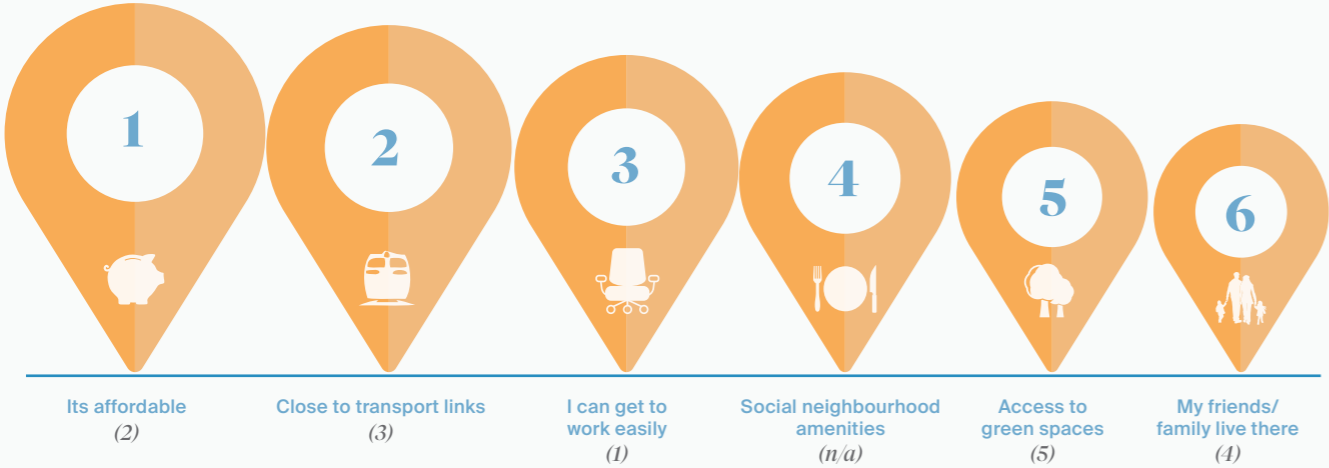 1
2
3
4
5
6
Its affordable
(2)
Close to transport links
(3)
I can get to
work easily
(1)
Social neighbourhood
amenities
(n/a)
Access to
green spaces
(5)
My friends/
family live there
(4)